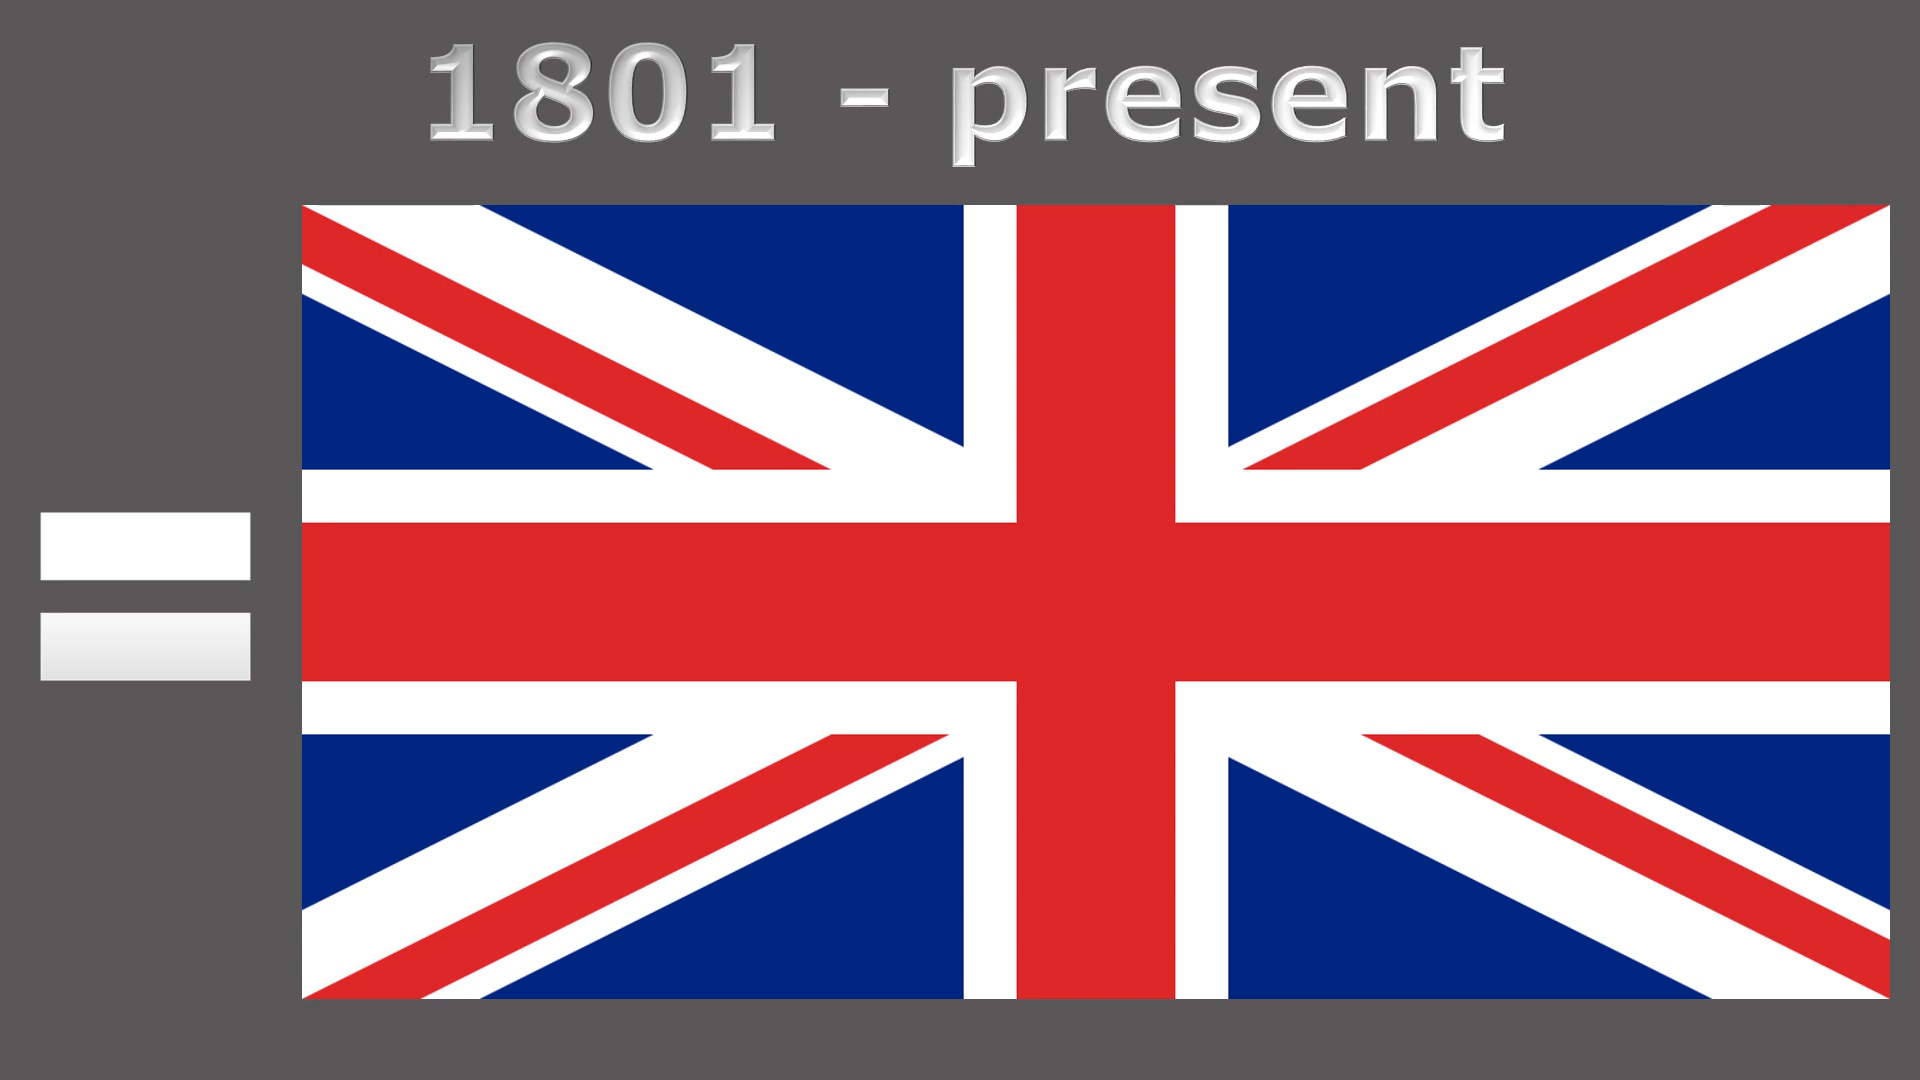 1801 - present
=